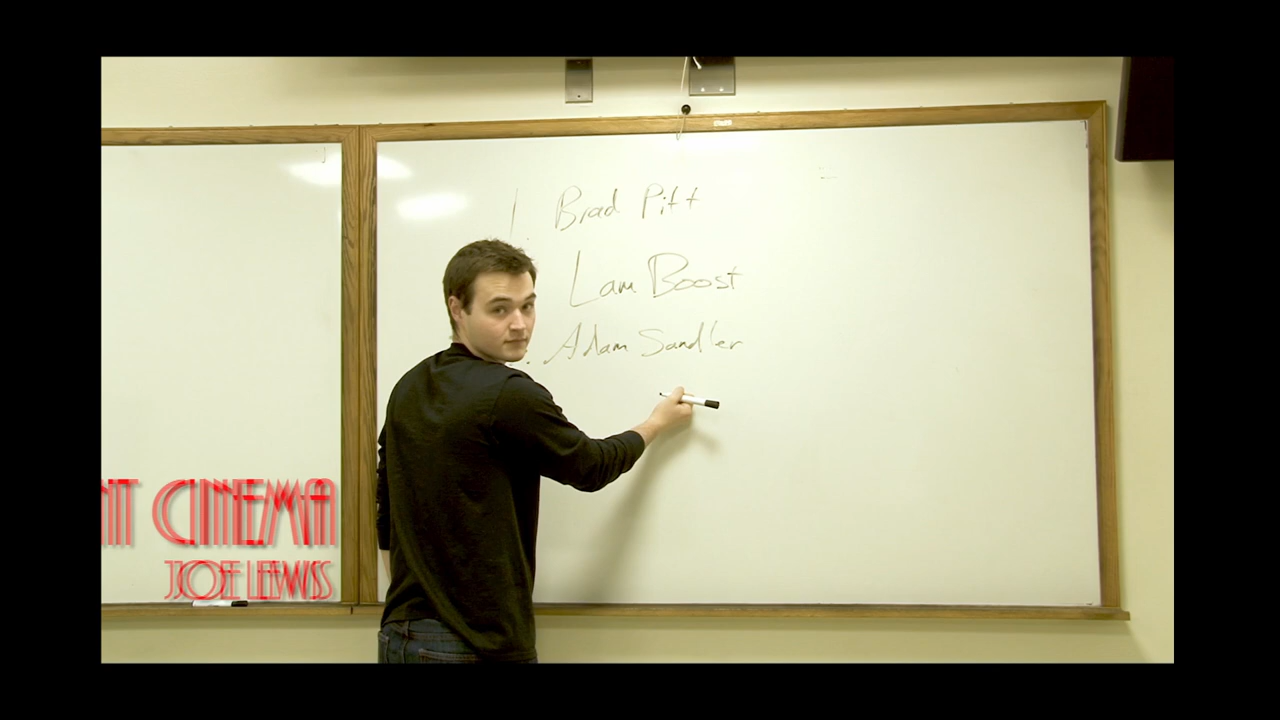 1. Brad Pitt
Lam Boost
Adam Sandler
NT CINEMA
JOE LEWIS